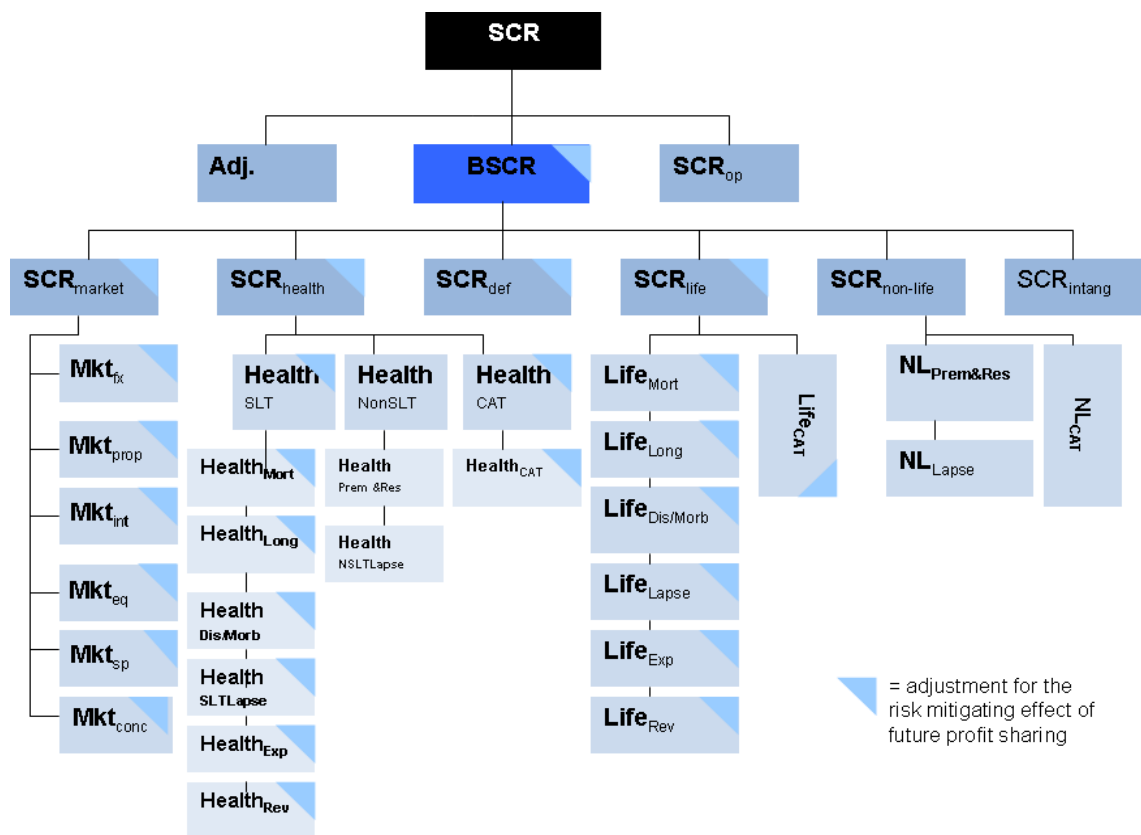 SCR
Adj.
BSCR
SCRop
SCRmarket
SCRhealth
SCRdef
SCRlife
SCRnon-life
SCRintang
Mktfx
Mktprop
Mktint
Mkteq
Mktsp
Mktconc
Health
SLT
HealthMort
HealthLong
Health
Dis/Morb
Health
SLTLapse
HealthExp
HealthRev
Health
NonSLT
Health
Prem &Res
Health
NSLTLapse
Health
CAT
HealthCAT
LifeMort
LifeLong
LifeDis/Morb
LifeLapse
LifeExp
LifeRev
LifeCAT
NLPrem&Res
NLLapse
NLCAT
= adjustment for the
risk mitigating effect of
future profit sharing